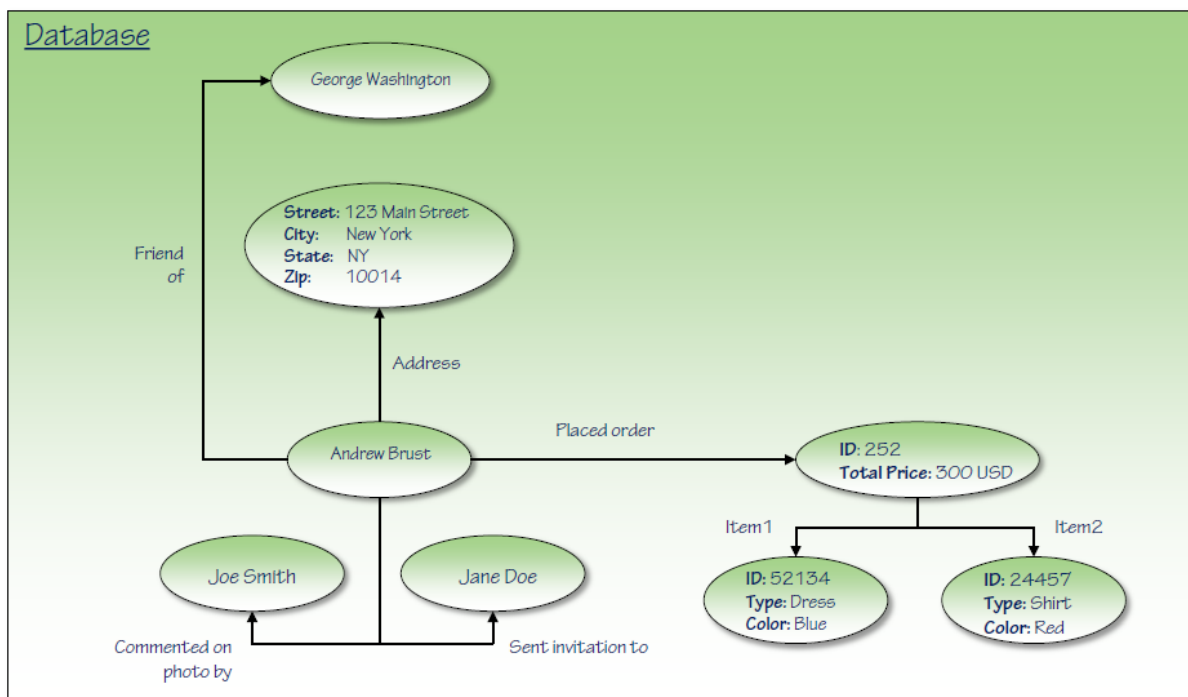 Database
George Washington
Street: 123 Main Street
City: New York
State: NY
Zip: 10014
Friend
of
Address
Placed order
Andrew Brust
ID: 252
Total Price: 300 USD
Item1
Item2
Joe Smith
Jane Doe
ID: 52134
Type: Dress
Color: Blue
ID: 24457
Type: Shirt
Color: Red
Commented on
photo by
Sent invitation to